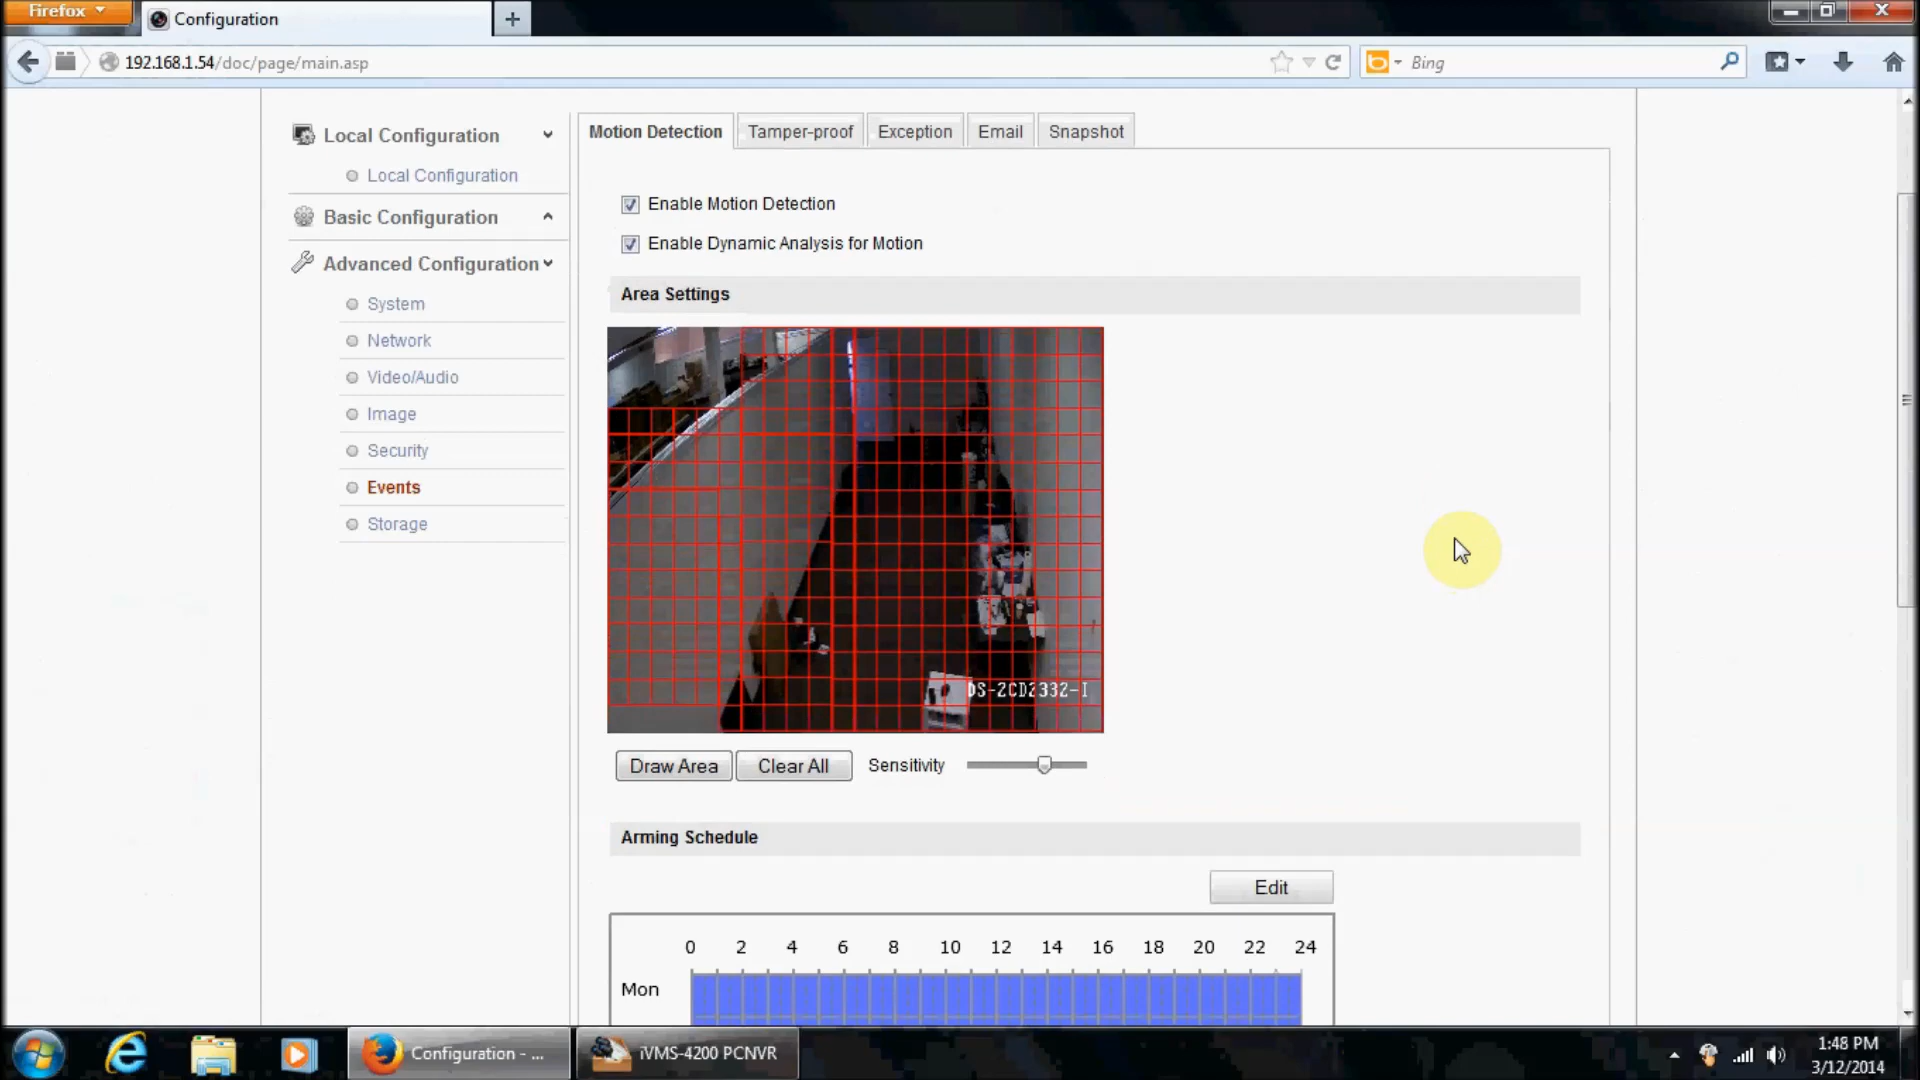 Firefox
Configuration
192.168.1.54/doc/page/main.asp
Bing
Local Configuration
Local Configuration
Basic Configuration
Advanced Configuration
System
Network
Video/Audio
Image
Security
Events
Storage
Motion Detection
Tamper-proof
Exception
Email
Snapshot
Enable Motion Detection
Enable Dynamic Analysis for Motion
Area Settings
DS-2CD2332-I
Draw Area
Clear All
Sensitivity
Arming Schedule
Edit
0 2 4 6 8 10 12 14 16 18 20 22 24
Mon
Configuration - ...
iVMS-4200 PCNVR
1:48 PM
3/12/2014